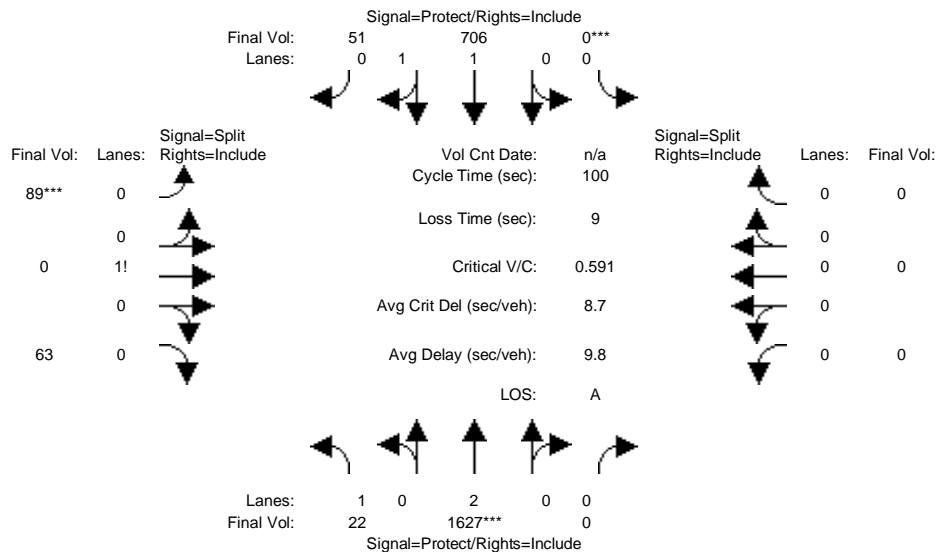 Signal=Protect/Rights=Include
Final Vol: 51 706 0***
Lanes: 0 1 1 0 0
Signal=Split
Final Vol: Lanes: Rights=Include
Vol Cnt Date: n/a
Signal=Split
Rights=Include Lanes: Final Vol:
Cycle Time (sec): 100
89*** 0
0 0
Loss Time (sec): 9
0
0
0 1!
Critical V/C: 0.591
0 0
0
Avg Crit Del (sec/veh): 8.7
0
63 0
Avg Delay (sec/veh): 9.8
0 0
LOS: A
Lanes: 1 0 2 0 0
Final Vol: 22 1627*** 0
Signal=Protect/Rights=Include